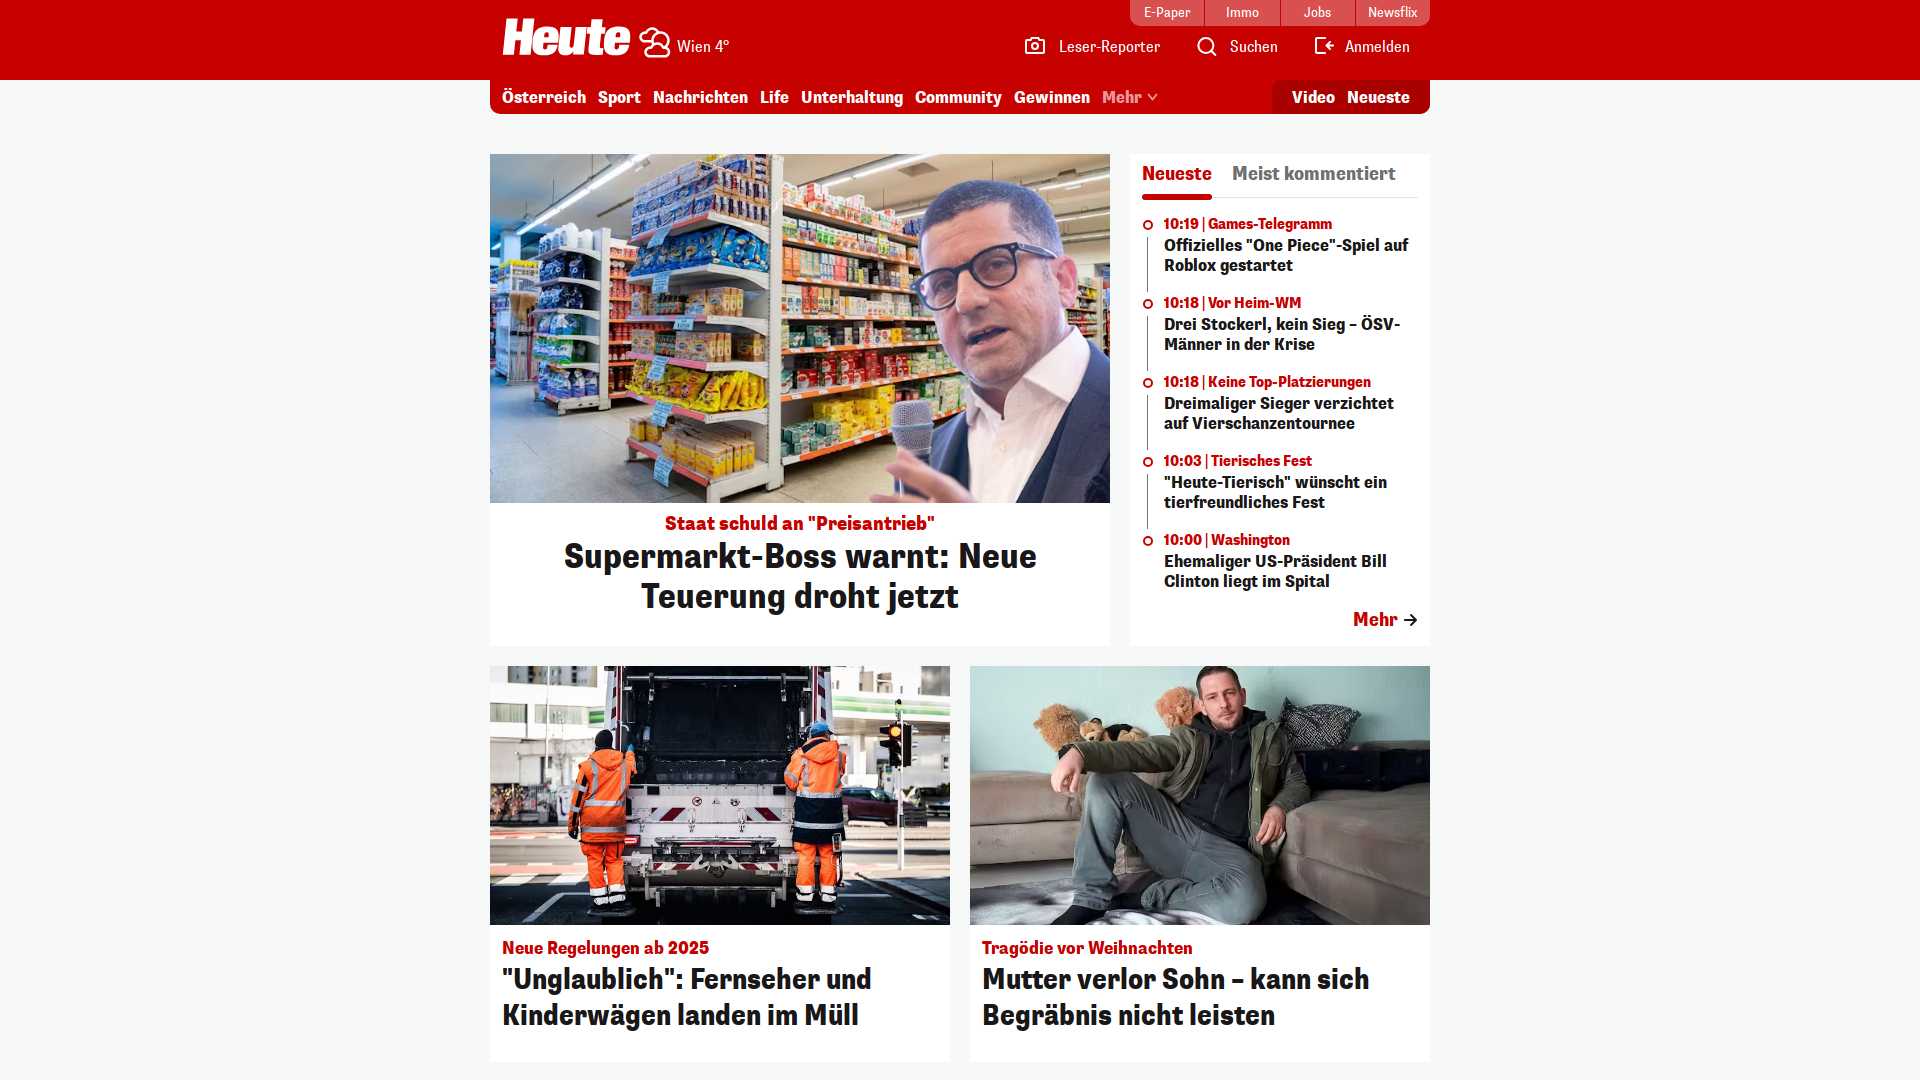 E-Paper
Immo
Jobs
Newsflix
Heute
Wien 4°
Leser-Reporter
Suchen
Anmelden
Österreich
Sport
Nachrichten
Life
Unterhaltung
Community
Gewinnen
Mehr
Video
Neueste
Staat schuld an "Preisantrieb"
Supermarkt-Boss warnt: Neue
Teuerung droht jetzt
Neueste
Meist kommentiert
10:19 | Games-Telegramm
Offizielles "One Piece"-Spiel auf
Roblox gestartet
10:18 | Vor Heim-WM
Drei Stockerl, kein Sieg – ÖSV-
Männer in der Krise
10:18 | Keine Top-Platzierungen
Dreimaliger Sieger verzichtet
auf Vierschanzentournee
10:03 | Tierisches Fest
"Heute-Tierisch" wünscht ein
tierfreundliches Fest
10:00 | Washington
Ehemaliger US-Präsident Bill
Clinton liegt im Spital
Mehr
Neue Regelungen ab 2025
"Unglaublich": Fernseher und
Kinderwägen landen im Müll
Tragödie vor Weihnachten
Mutter verlor Sohn – kann sich
Begräbnis nicht leisten